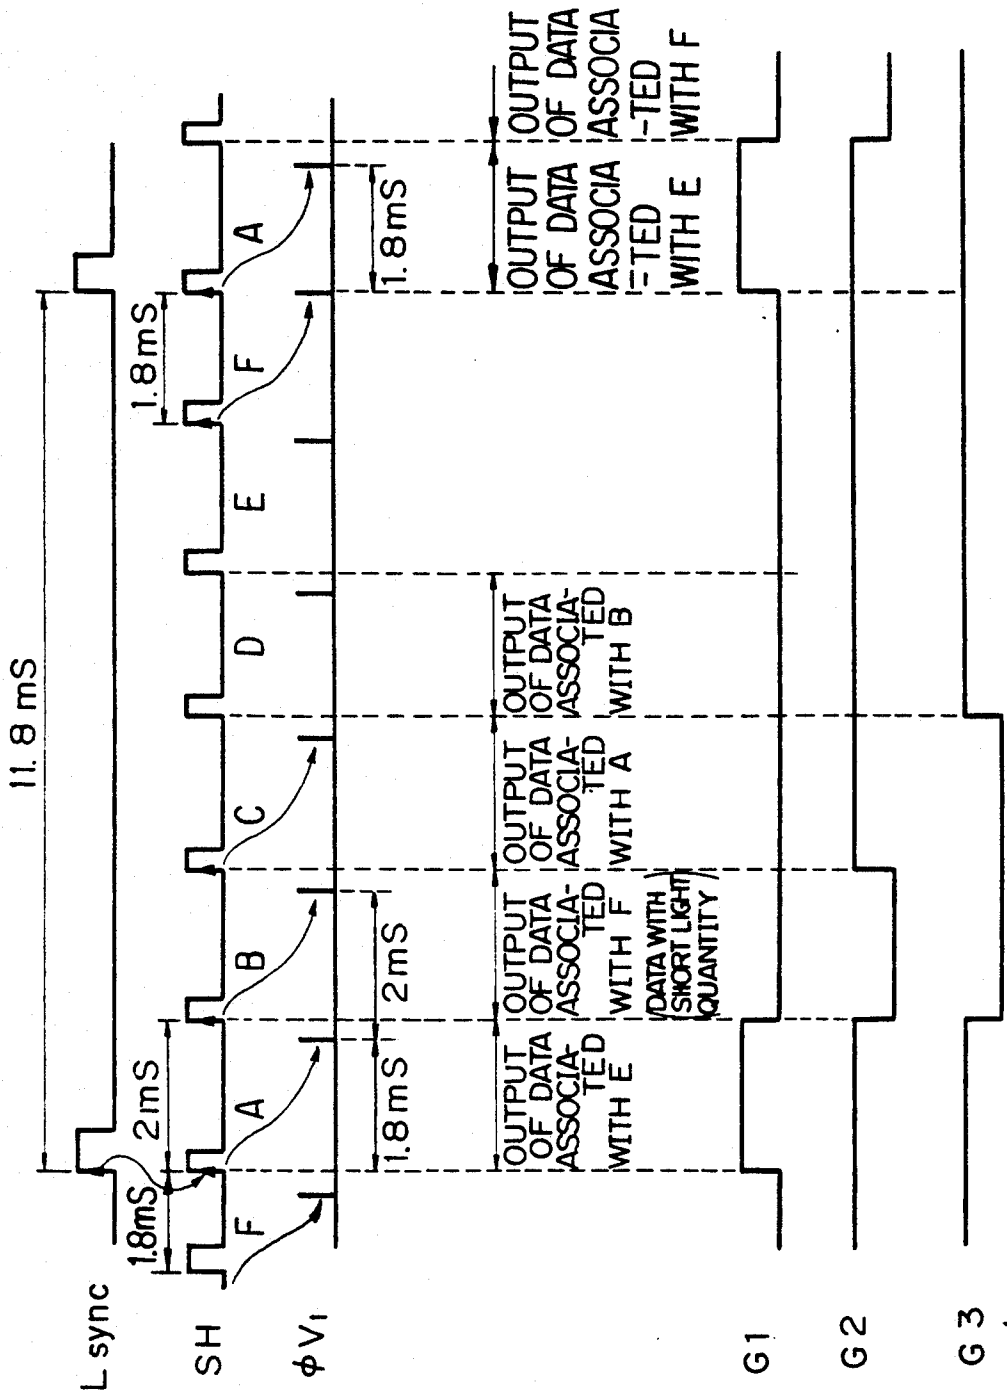 11.8 mS
L sync
1.8mS
2mS
1.8mS
SH
F
A
B
C
D
E
F
A
φV1
1.8mS
2mS
1.8mS
OUTPUT
OF DATA
ASSOCIA-
TED
WITH E
OUTPUT
OF DATA
ASSOCIA-
TED
WITH F
(DATA WITH
SHORT LIGHT
QUANTITY)
OUTPUT
OF DATA
ASSOCIA-
TED
WITH A
OUTPUT
OF DATA
ASSOCIA-
TED
WITH B
OUTPUT
OF DATA
ASSOCIA
-TED
WITH E
OUTPUT
OF DATA
ASSOCIA
-TED
WITH F
G1
G2
G3